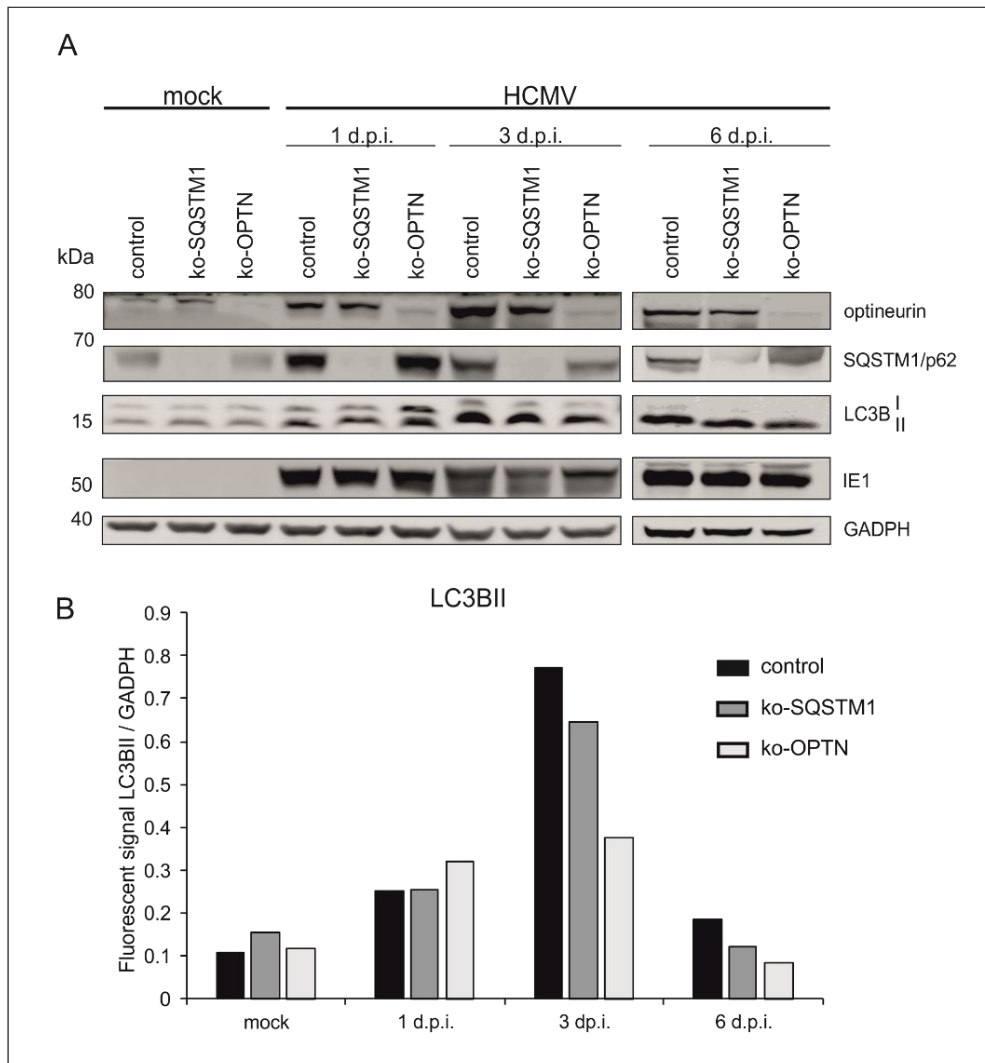 A
mock
HCMV
1 d.p.i.
3 d.p.i.
6 d.p.i.
control
ko-SQSTM1
ko-OPTN
control
ko-SQSTM1
ko-OPTN
control
ko-SQSTM1
ko-OPTN
control
ko-SQSTM1
ko-OPTN
kDa
80
optineurin
70
SQSTM1/p62
15
LC3B I
II
50
IE1
40
GADPH
B
LC3BII
Fluorescent signal LC3BII / GADPH
0.9
0.8
0.7
0.6
0.5
0.4
0.3
0.2
0.1
0
control
ko-SQSTM1
ko-OPTN
mock
1 d.p.i.
3 dp.i.
6 d.p.i.